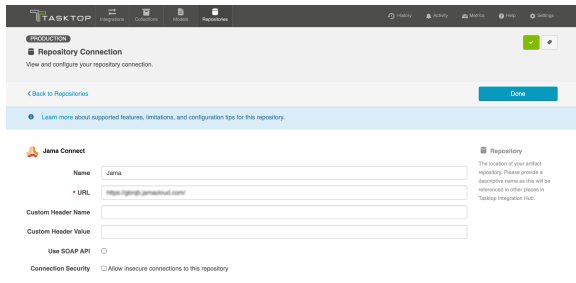 TASKTOP
Integrations
Collections
Models
Repositories
History
Activity
Metrics
Help
Settings
PRODUCTION
Repository Connection
View and configure your repository connection.
Back to Repositories
Done
Learn more about supported features, limitations, and configuration tips for this repository.
Jama Connect
Repository
The location of your artifact
repository. Please provide a
descriptive name as this will be
referenced in other places in
Tasktop Integration Hub.
Name
Jama
* URL
Custom Header Name
Custom Header Value
Use SOAP API
Connection Security
Allow insecure connections to this repository